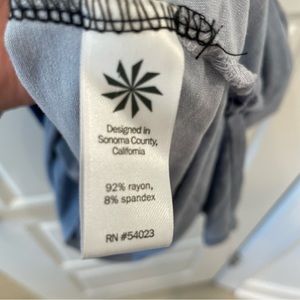 Designed in
Sonoma County,
California
92% rayon,
8% spandex
RN #54023